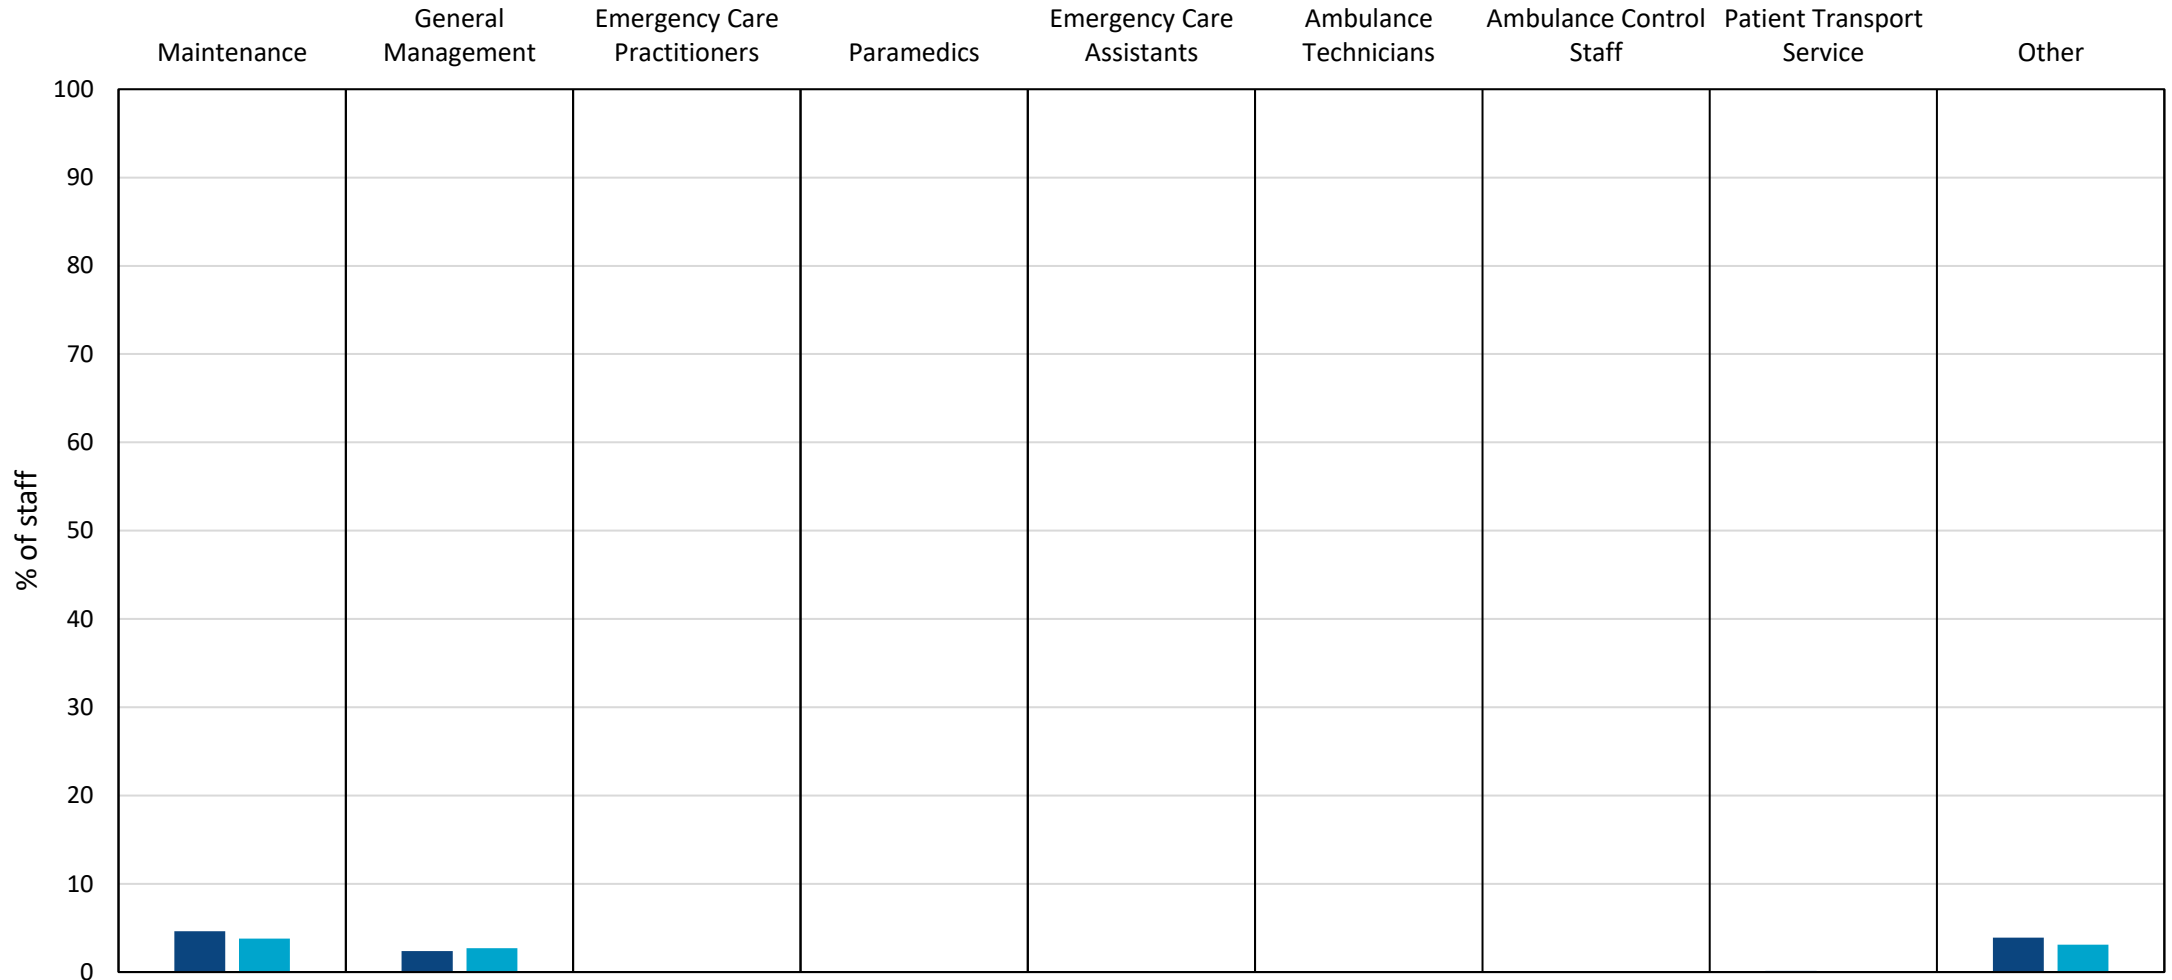 Maintenance
General
Management
Emergency Care
Practitioners
Paramedics
Emergency Care
Assistants
Ambulance
Technicians
Ambulance Control
Staff
Patient Transport
Service
Other
% of staff
100
90
80
70
60
50
40
30
20
10
0